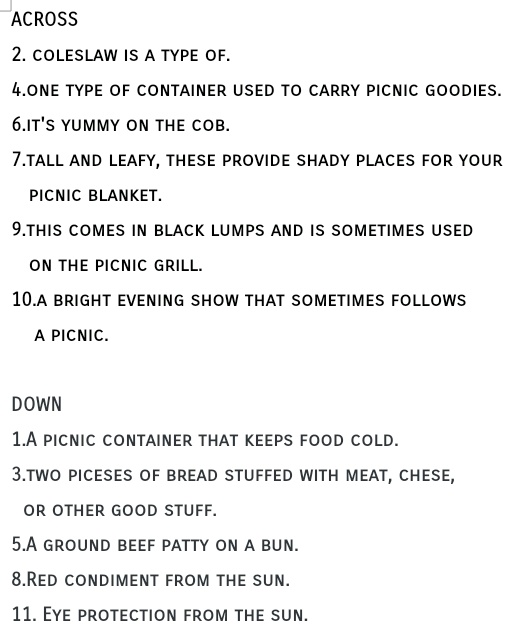 ACROSS
2. COLESLAW IS A TYPE OF.
4.ONE TYPE OF CONTAINER USED TO CARRY PICNIC GOODIES.
6.IT'S YUMMY ON THE COB.
7.TALL AND LEAFY, THESE PROVIDE SHADY PLACES FOR YOUR
PICNIC BLANKET.
9.THIS COMES IN BLACK LUMPS AND IS SOMETIMES USED
ON THE PICNIC GRILL.
10.A BRIGHT EVENING SHOW THAT SOMETIMES FOLLOWS
A PICNIC.
DOWN
1.A PICNIC CONTAINER THAT KEEPS FOOD COLD.
3.TWO PICESES OF BREAD STUFFED WITH MEAT, CHESE,
OR OTHER GOOD STUFF.
5.A GROUND BEEF PATTY ON A BUN.
8.RED CONDIMENT FROM THE SUN.
11. EYE PROTECTION FROM THE SUN.